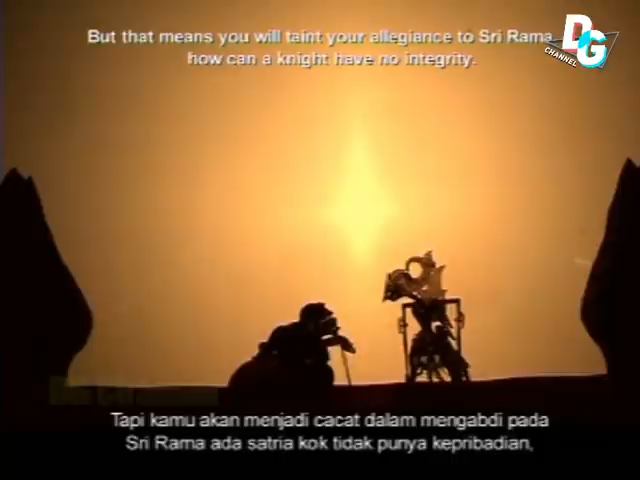 But that means you will taint your allegiance to Sri Rama
how can a knight have no integrity.
DG
CHANNEL
Tapi kamu akan menjadi cacat dalam mengabdi pada
Sri Rama ada satria kok tidak punya kepribadian,